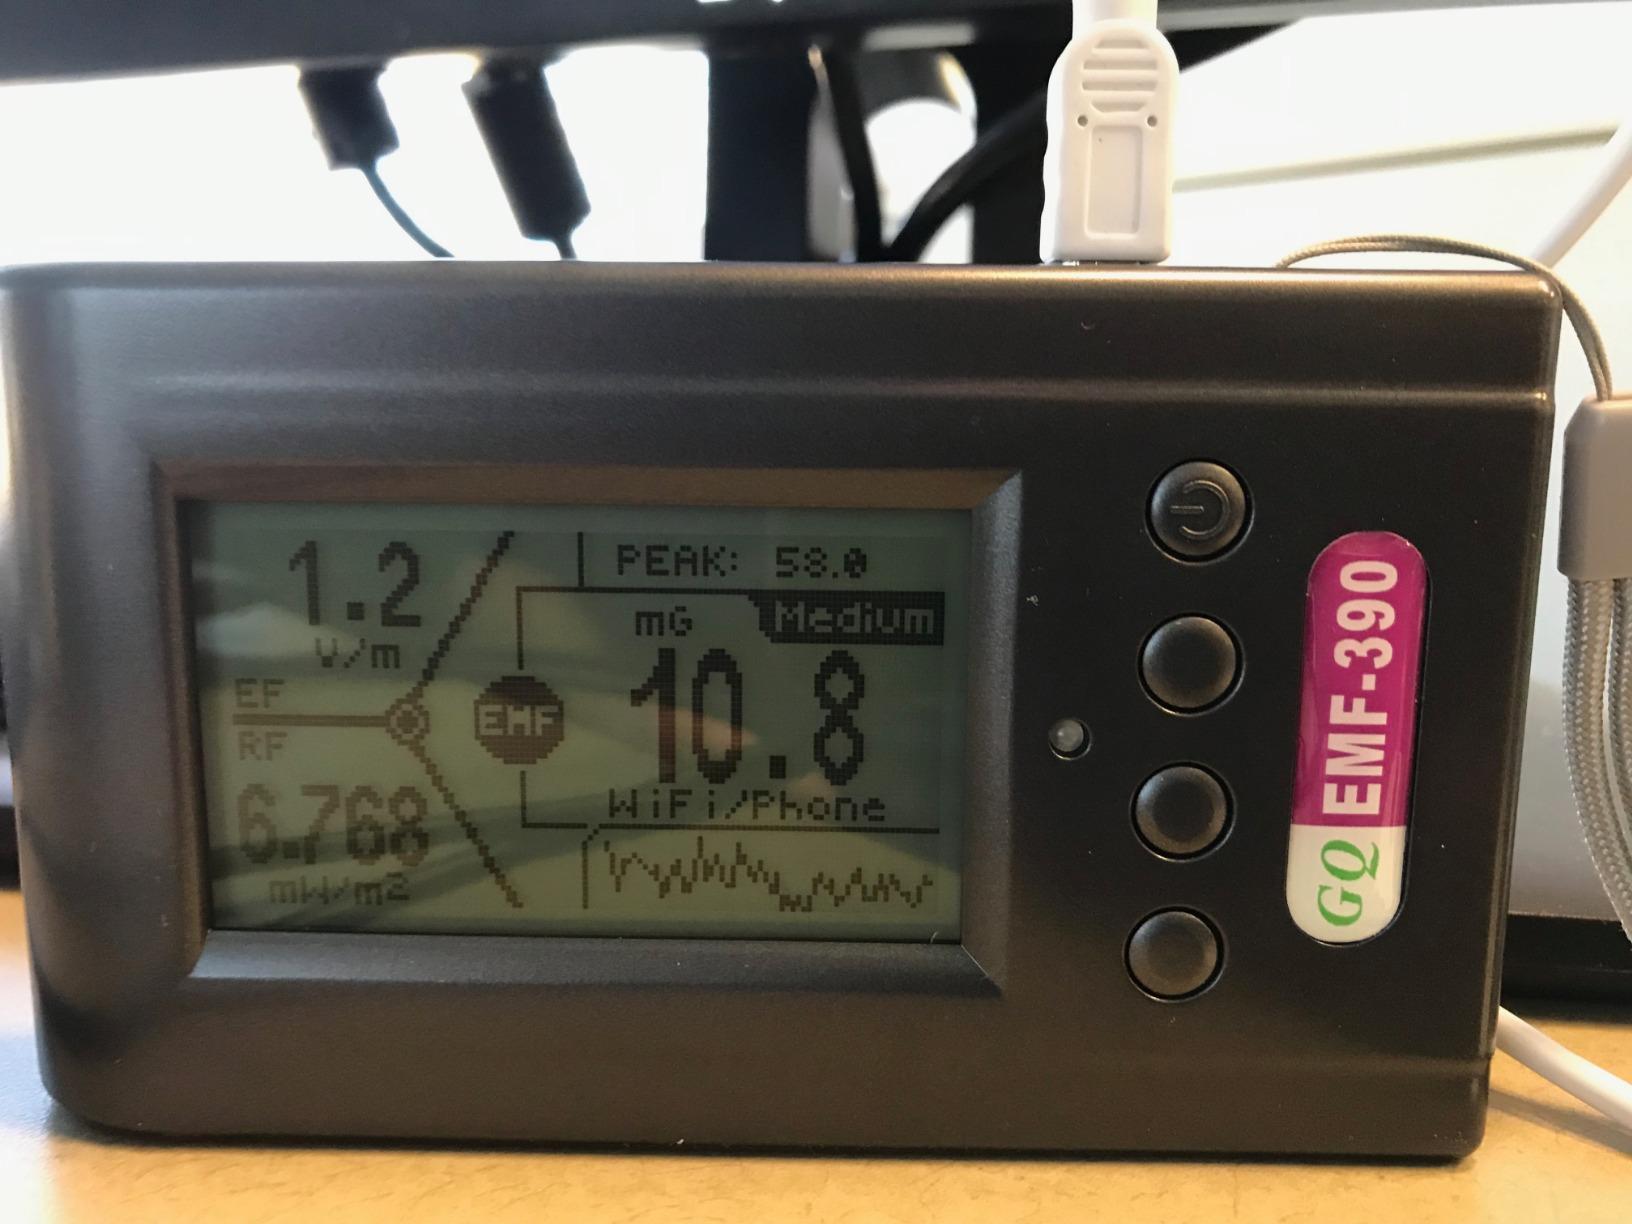 1.2
V/m
EF
RF
6.768
mW/m2
PEAK: 58.0
mG
Medium
EMF
10.8
WiFi/Phone
GQ EMF-390